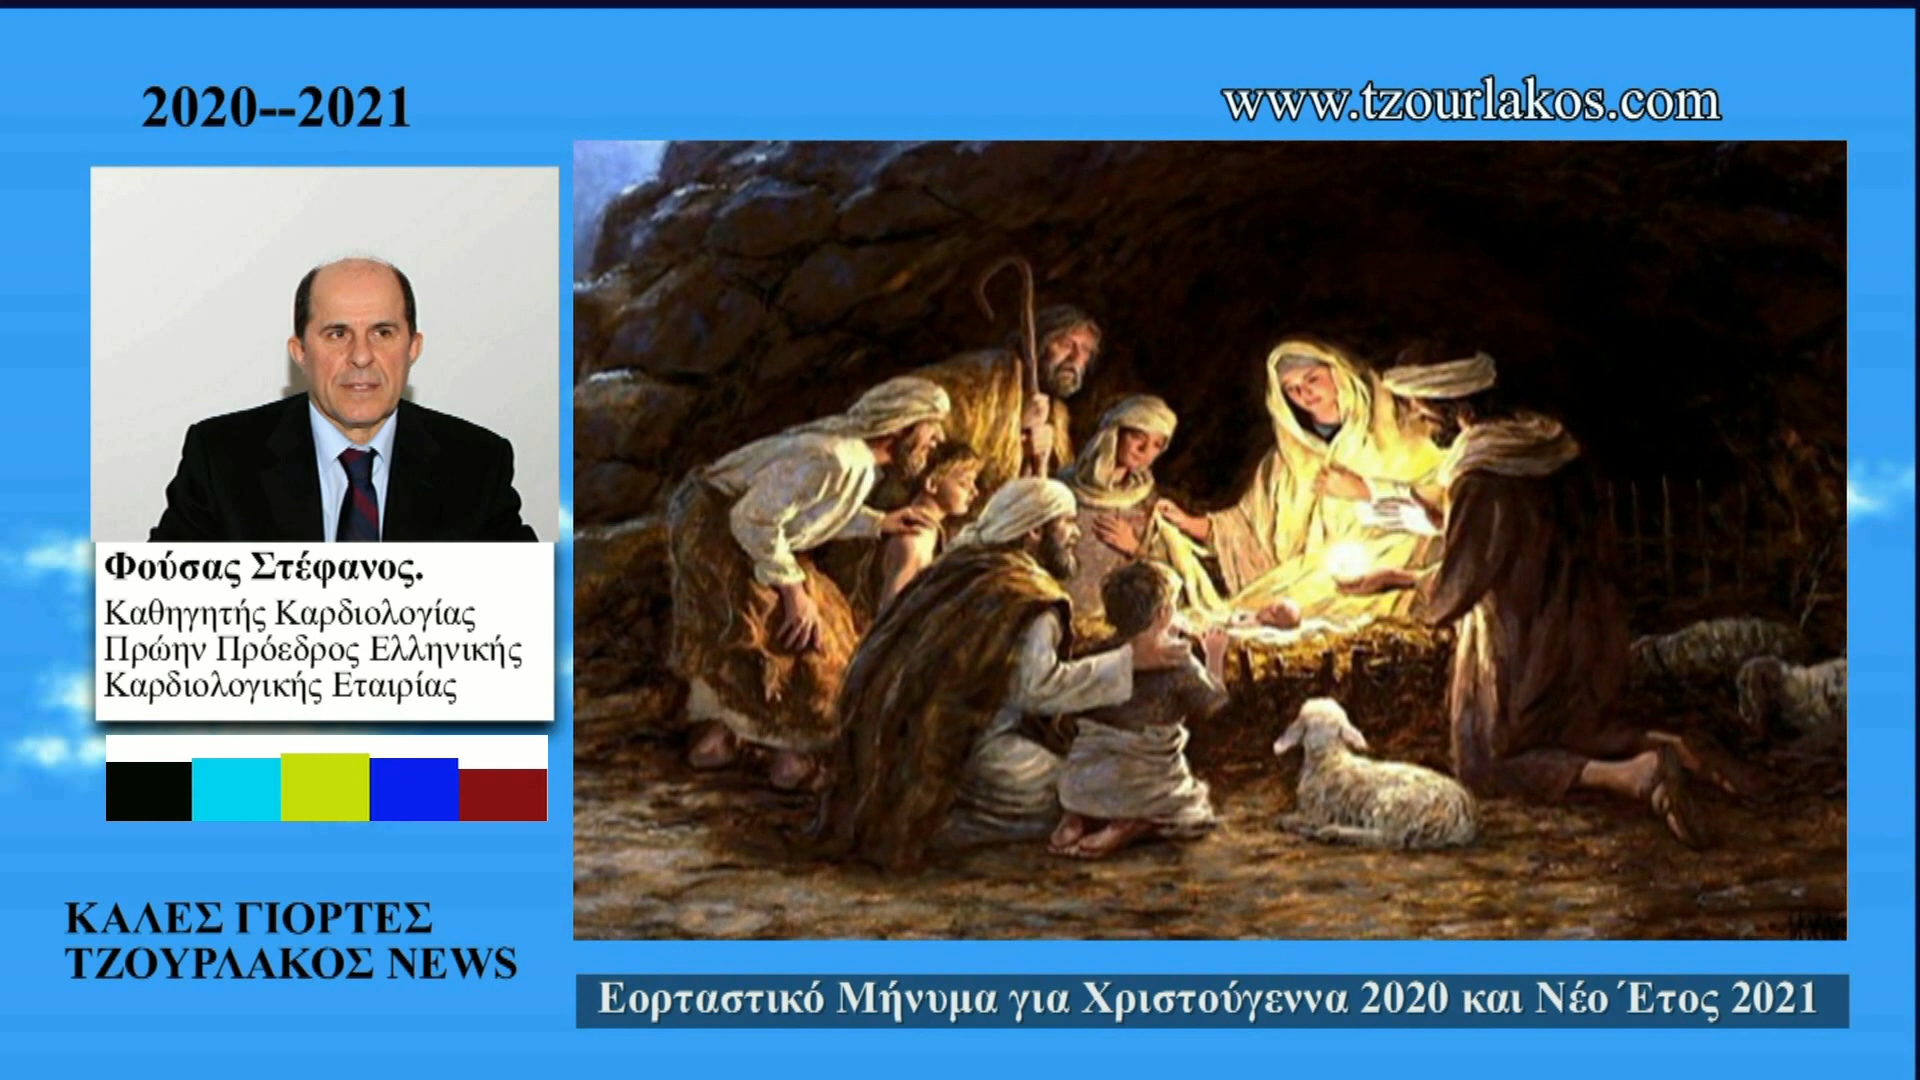 2020--2021
www.tzourlakos.com
Φούσας Στέφανος.
Καθηγητής Καρδιολογίας
Πρώην Πρόεδρος Ελληνικής
Καρδιολογικής Εταιρίας
ΚΑΛΕΣ ΓΙΟΡΤΕΣ
ΤΖΟΥΡΛΑΚΟΣ NEWS
Εορταστικό Μήνυμα για Χριστούγεννα 2020 και Νέο Έτος 2021